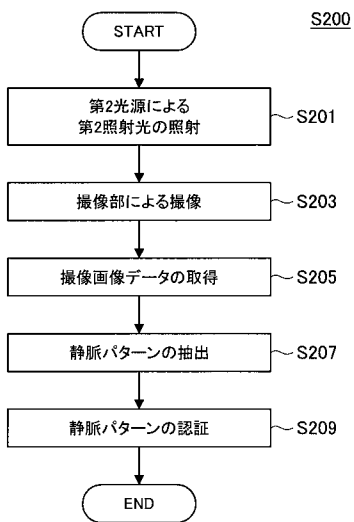 S200
START
第2光源による
第2照射光の照射
S201
撮像部による撮像
S203
撮像画像データの取得
S205
静脈パターンの抽出
S207
静脈パターンの認証
S209
END